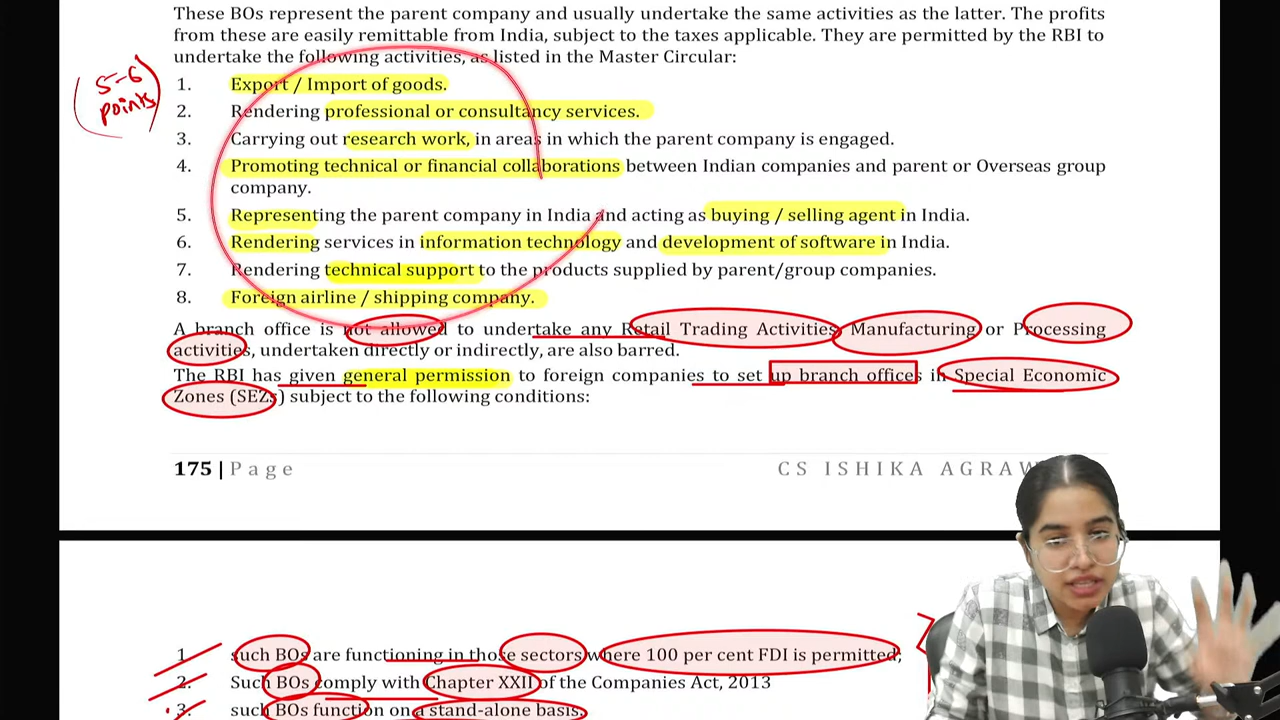 These BOs represent the parent company and usually undertake the same activities as the latter. The profits
from these are easily remittable from India, subject to the taxes applicable. They are permitted by the RBI to
undertake the following activities, as listed in the Master Circular:
(5-6
points)
1. Export / Import of goods.
2. Rendering professional or consultancy services.
3. Carrying out research work, in areas in which the parent company is engaged.
4. Promoting technical or financial collaborations between Indian companies and parent or Overseas group
company.
5. Representing the parent company in India and acting as buying / selling agent in India.
6. Rendering services in information technology and development of software in India.
7. Rendering technical support to the products supplied by parent/group companies.
8. Foreign airline / shipping company.
A branch office is not allowed to undertake any Retail Trading Activities, Manufacturing or Processing
activities, undertaken directly or indirectly, are also barred.
The RBI has given general permission to foreign companies to set up branch offices in Special Economic
Zones (SEZs) subject to the following conditions:
175 | Page
CS ISHIKA
1. such BOs are functioning in those sectors where 100 per cent FDI is permitted;
2. Such BOs comply with Chapter XXII of the Companies Act, 2013
3. such BOs function on a stand-alone basis.